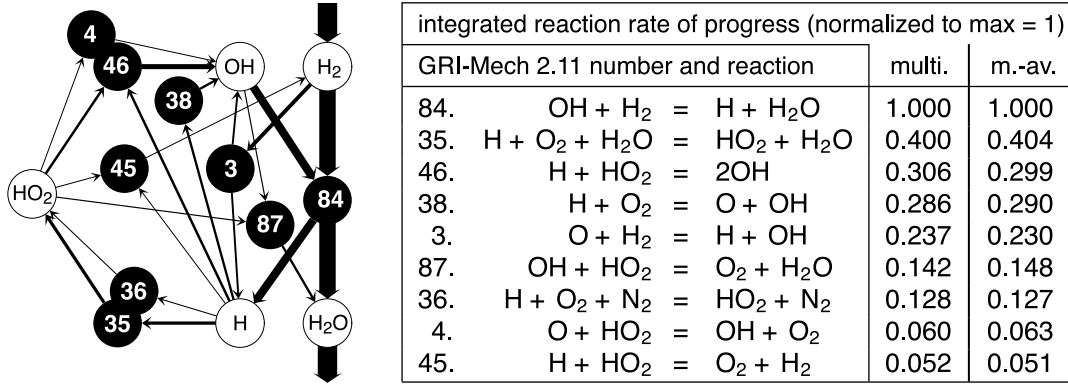 4
46
OH
H2
38
45
3
HO2
84
87
36
35
H
H2O
integrated reaction rate of progress (normalized to max = 1)
GRI-Mech 2.11 number and reaction multi. m.-av.
84. OH + H2 = H + H2O 1.000 1.000
35. H + O2 + H2O = HO2 + H2O 0.400 0.404
46. H + HO2 = 2OH 0.306 0.299
38. H + O2 = O + OH 0.286 0.290
3. O + H2 = H + OH 0.237 0.230
87. OH + HO2 = O2 + H2O 0.142 0.148
36. H + O2 + N2 = HO2 + N2 0.128 0.127
4. O + HO2 = OH + O2 0.060 0.063
45. H + HO2 = O2 + H2 0.052 0.051